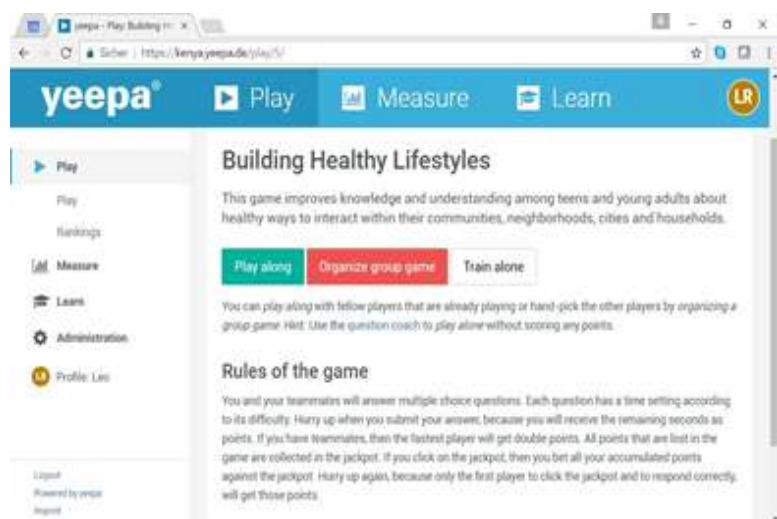 yeepa - Play: Building H
Sicher | https://kenya.yeepa.de/play/5/
yeepa®
Play
Measure
Learn
LR
Play
Play
Rankings
Measure
Learn
Administration
LR Profile: Leo
Logout
Powered by yeepa
Imprint
Building Healthy Lifestyles
This game improves knowledge and understanding among teens and young adults about
healthy ways to interact within their communities, neighborhoods, cities and households.
Play along
Organize group game
Train alone
You can play along with fellow players that are already playing or hand-pick the other players by organizing a
group game. Hint: Use the question coach to play alone without scoring any points.
Rules of the game
You and your teammates will answer multiple choice questions. Each question has a time setting according
to its difficulty. Hurry up when you submit your answer, because you will receive the remaining seconds as
points. If you have teammates, then the fastest player will get double points. All points that are lost in the
game are collected in the jackpot. If you click on the jackpot, then you bet all your accumulated points
against the jackpot. Hurry up again, because only the first player to click the jackpot and to respond correctly,
will get those points.